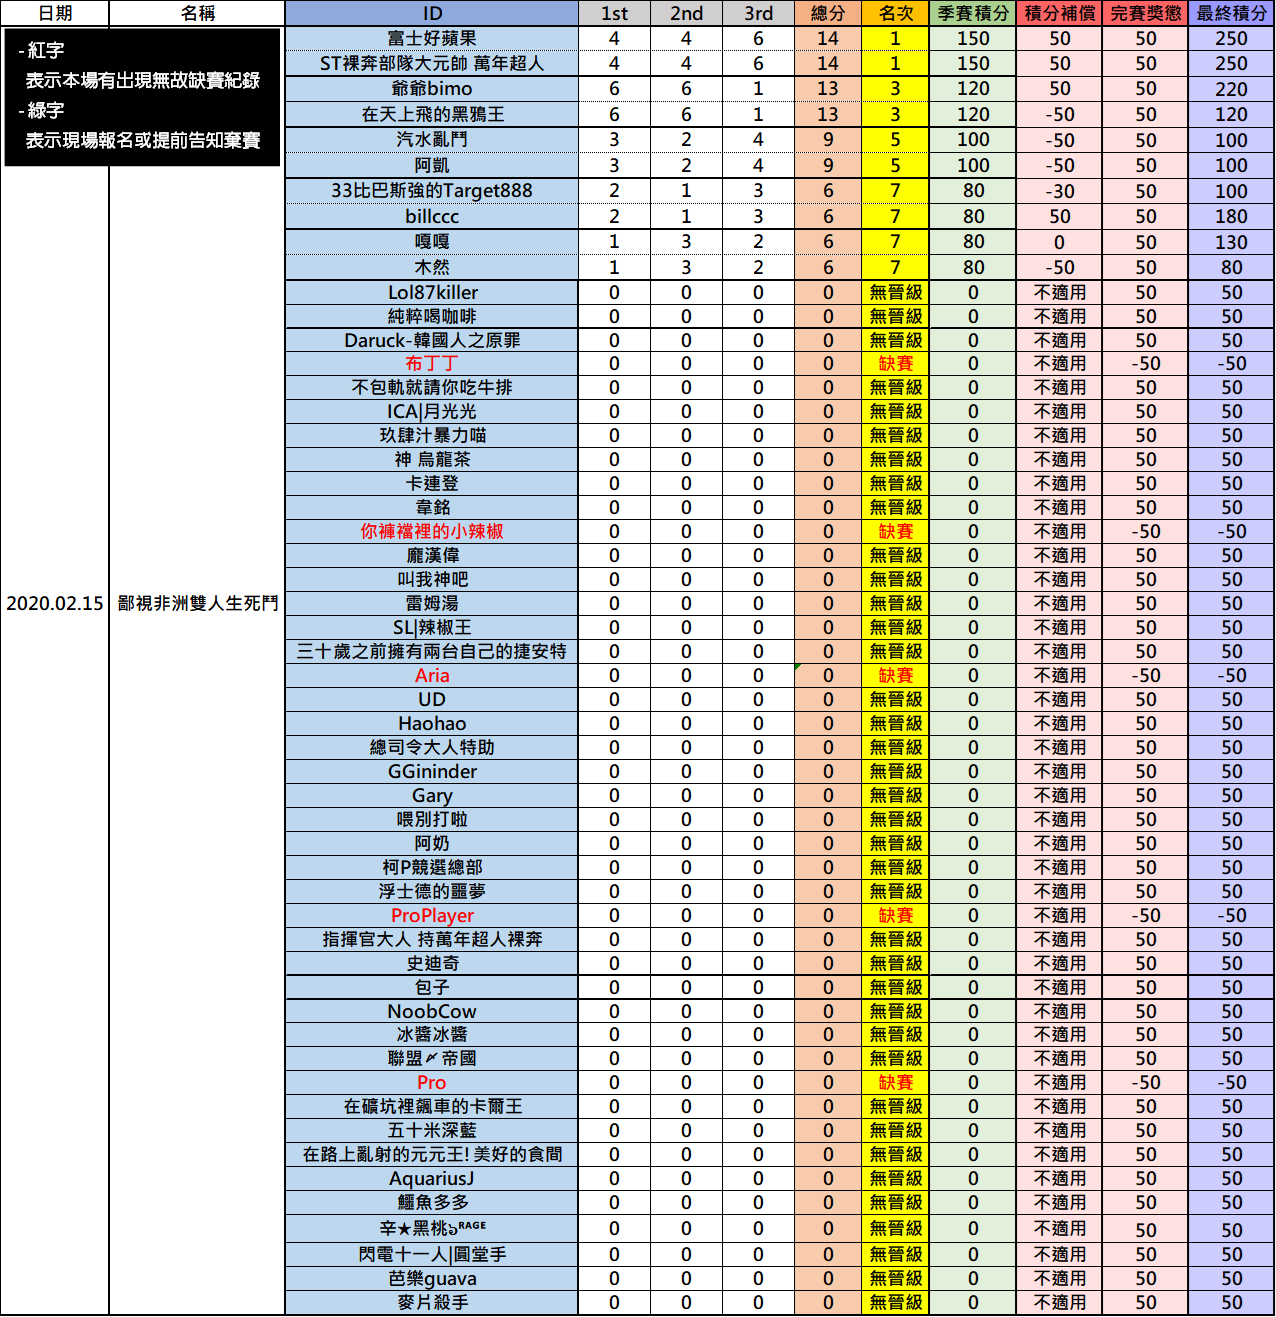 日期 名稱 ID 1st 2nd 3rd 總分 名次 季賽積分 積分補償 完賽獎懲 最終積分
- 紅字
表示本場有出現無故缺賽紀錄
- 綠字
表示現場報名或提前告知棄賽
富士好蘋果 4 4 6 14 1 150 50 50 250
ST裸奔部隊大元帥 萬年超人 4 4 6 14 1 150 50 50 250
爺爺bimo 6 6 1 13 3 120 50 50 220
在天上飛的黑鴉王 6 6 1 13 3 120 -50 50 120
汽水亂鬥 3 2 4 9 5 100 -50 50 100
阿凱 3 2 4 9 5 100 -50 50 100
33比巴斯強的Target888 2 1 3 6 7 80 -30 50 100
billccc 2 1 3 6 7 80 50 50 180
嘎嘎 1 3 2 6 7 80 0 50 130
木然 1 3 2 6 7 80 -50 50 80
Lol87killer 0 0 0 0 無晉級 0 不適用 50 50
純粹喝咖啡 0 0 0 0 無晉級 0 不適用 50 50
Daruck-韓國人之原罪 0 0 0 0 無晉級 0 不適用 50 50
布丁丁 0 0 0 0 缺賽 0 不適用 -50 -50
不包軌就請你吃牛排 0 0 0 0 無晉級 0 不適用 50 50
ICA|月光光 0 0 0 0 無晉級 0 不適用 50 50
玖肆汁暴力喵 0 0 0 0 無晉級 0 不適用 50 50
神 烏龍茶 0 0 0 0 無晉級 0 不適用 50 50
卡連登 0 0 0 0 無晉級 0 不適用 50 50
韋銘 0 0 0 0 無晉級 0 不適用 50 50
你褲襠裡的小辣椒 0 0 0 0 缺賽 0 不適用 -50 -50
龐漢偉 0 0 0 0 無晉級 0 不適用 50 50
叫我神吧 0 0 0 0 無晉級 0 不適用 50 50
2020.02.15 鄙視非洲雙人生死鬥 雷姆湯 0 0 0 0 無晉級 0 不適用 50 50
SL|辣椒王 0 0 0 0 無晉級 0 不適用 50 50
三十歲之前擁有兩台自己的捷安特 0 0 0 0 無晉級 0 不適用 50 50
Aria 0 0 0 0 缺賽 0 不適用 -50 -50
UD 0 0 0 0 無晉級 0 不適用 50 50
Haohao 0 0 0 0 無晉級 0 不適用 50 50
總司令大人特助 0 0 0 0 無晉級 0 不適用 50 50
GGininder 0 0 0 0 無晉級 0 不適用 50 50
Gary 0 0 0 0 無晉級 0 不適用 50 50
喂別打啦 0 0 0 0 無晉級 0 不適用 50 50
阿奶 0 0 0 0 無晉級 0 不適用 50 50
柯P競選總部 0 0 0 0 無晉級 0 不適用 50 50
浮士德的噩夢 0 0 0 0 無晉級 0 不適用 50 50
ProPlayer 0 0 0 0 缺賽 0 不適用 -50 -50
指揮官大人 持萬年超人裸奔 0 0 0 0 無晉級 0 不適用 50 50
史迪奇 0 0 0 0 無晉級 0 不適用 50 50
包子 0 0 0 0 無晉級 0 不適用 50 50
NoobCow 0 0 0 0 無晉級 0 不適用 50 50
冰醬冰醬 0 0 0 0 無晉級 0 不適用 50 50
聯盟〆帝國 0 0 0 0 無晉級 0 不適用 50 50
Pro 0 0 0 0 缺賽 0 不適用 -50 -50
在礦坑裡飆車的卡爾王 0 0 0 0 無晉級 0 不適用 50 50
五十米深藍 0 0 0 0 無晉級 0 不適用 50 50
在路上亂射的元元王! 美好的食間 0 0 0 0 無晉級 0 不適用 50 50
AquariusJ 0 0 0 0 無晉級 0 不適用 50 50
鱷魚多多 0 0 0 0 無晉級 0 不適用 50 50
辛★黑桃ঌᴿᴬᴳᴱ 0 0 0 0 無晉級 0 不適用 50 50
閃電十一人|圓堂手 0 0 0 0 無晉級 0 不適用 50 50
芭樂guava 0 0 0 0 無晉級 0 不適用 50 50
麥片殺手 0 0 0 0 無晉級 0 不適用 50 50